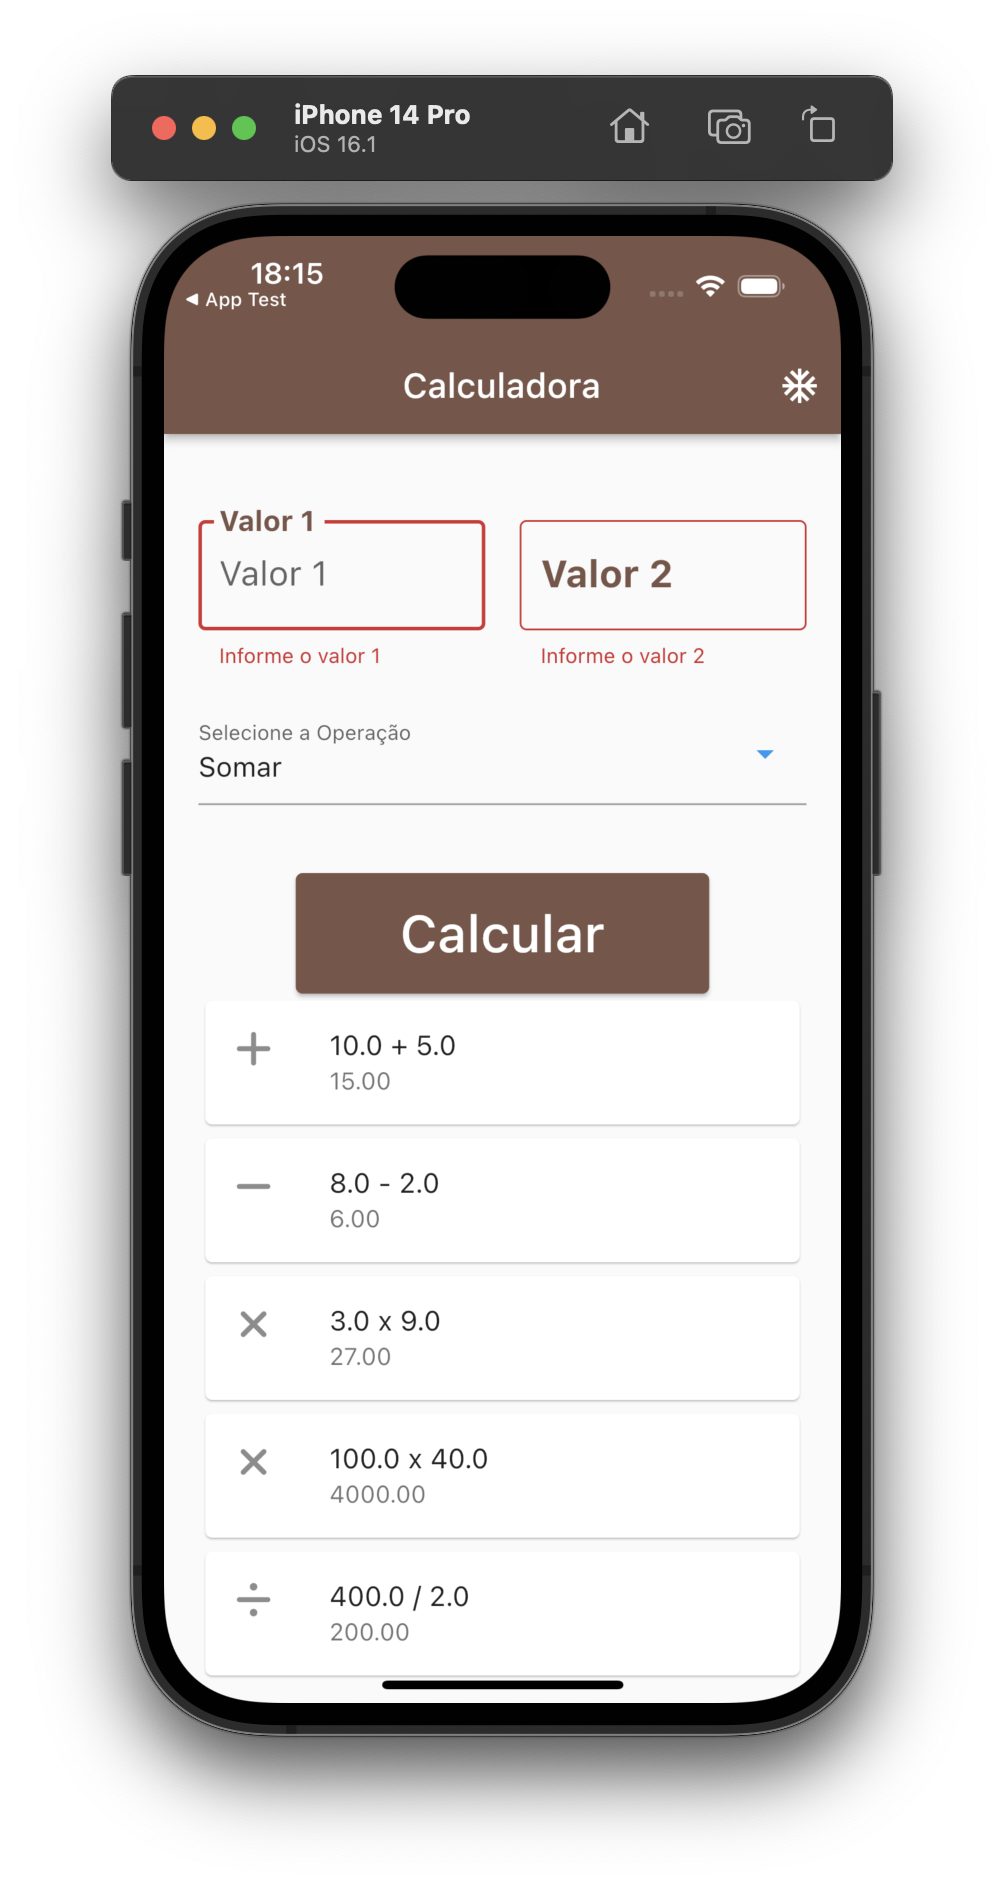 iPhone 14 Pro
iOS 16.1
18:15
App Test
Calculadora
Valor 1
Valor 1
Valor 2
Informe o valor 1
Informe o valor 2
Selecione a Operação
Somar
Calcular
10.0 + 5.0
15.00
8.0 - 2.0
6.00
3.0 x 9.0
27.00
100.0 x 40.0
4000.00
400.0 / 2.0
200.00